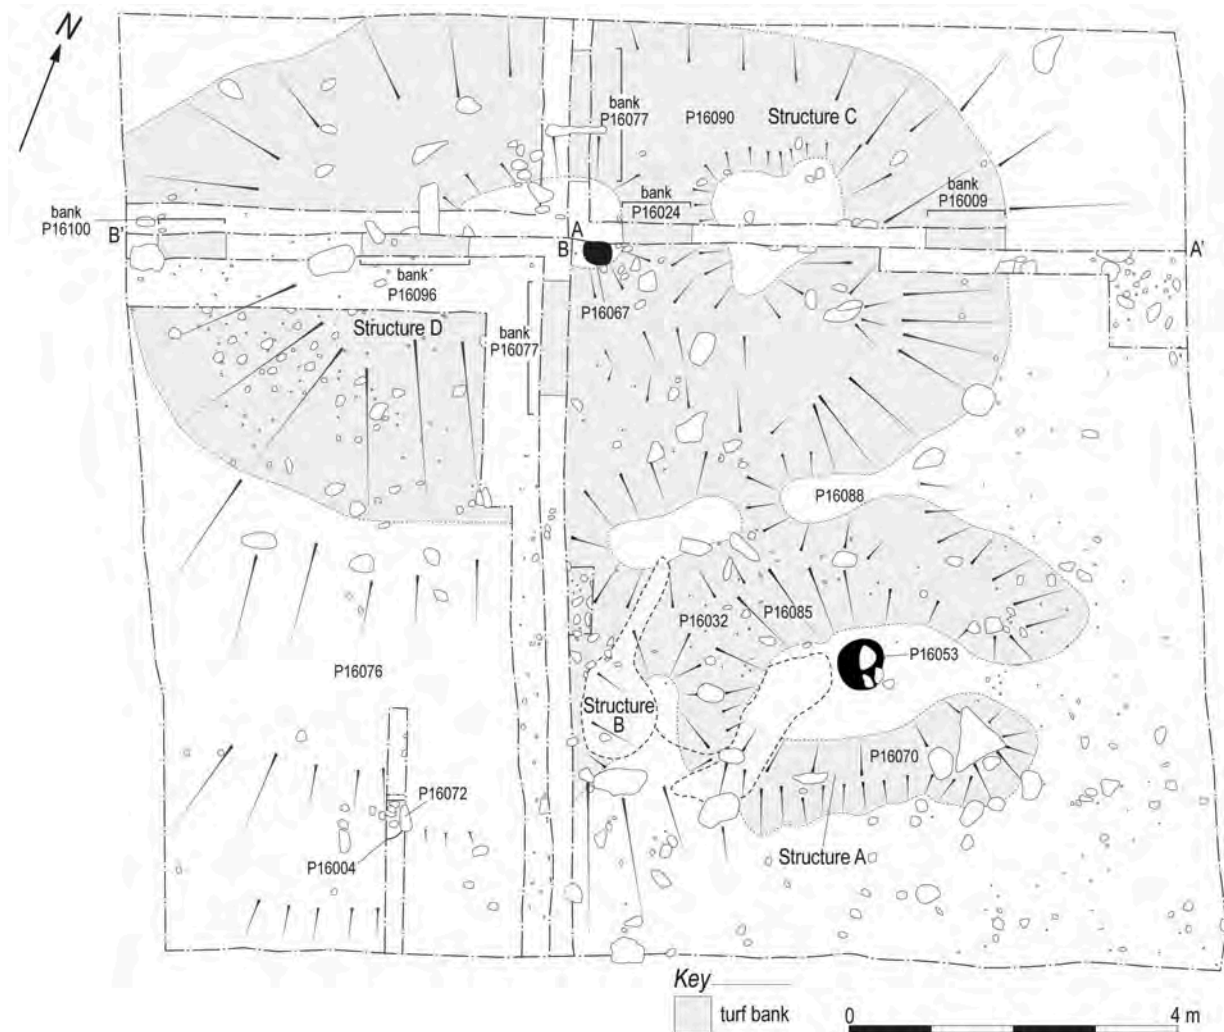 N
bank
P16077
P16090
Structure C
bank
P16024
bank
P16009
bank
P16100
B'
A
B
A'
bank
P16096
P16067
Structure D
bank
P16077
P16088
P16032
P16085
P16053
P16076
Structure
B
P16070
P16072
P16004
Structure A
Key
turf bank
0
4 m